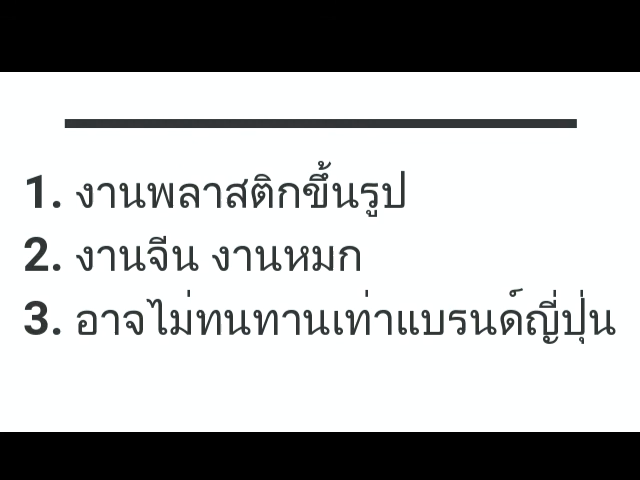 1. งานพลาสติกขึ้นรูป
2. งานจีน งานหมก
3. อาจไม่ทนทานเท่าแบรนด์ญี่ปุ่น